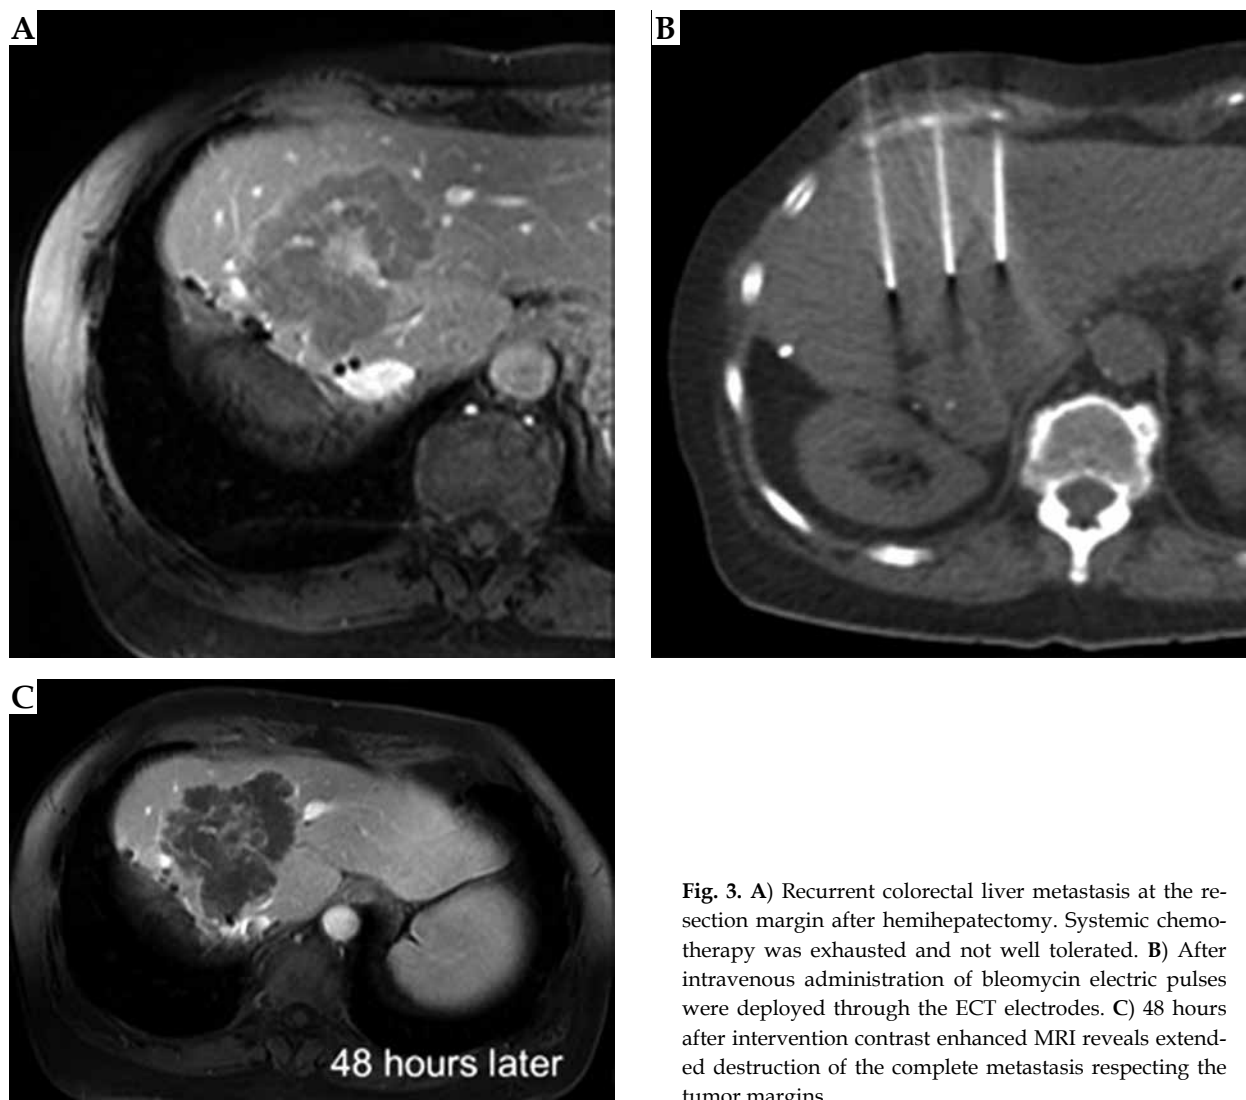 A
B
C
48 hours later
Fig. 3. A) Recurrent colorectal liver metastasis at the re-
section margin after hemihepatectomy. Systemic chemo-
therapy was exhausted and not well tolerated. B) After
intravenous administration of bleomycin electric pulses
were deployed through the ECT electrodes. C) 48 hours
after intervention contrast enhanced MRI reveals extend-
ed destruction of the complete metastasis respecting the
tumor margins